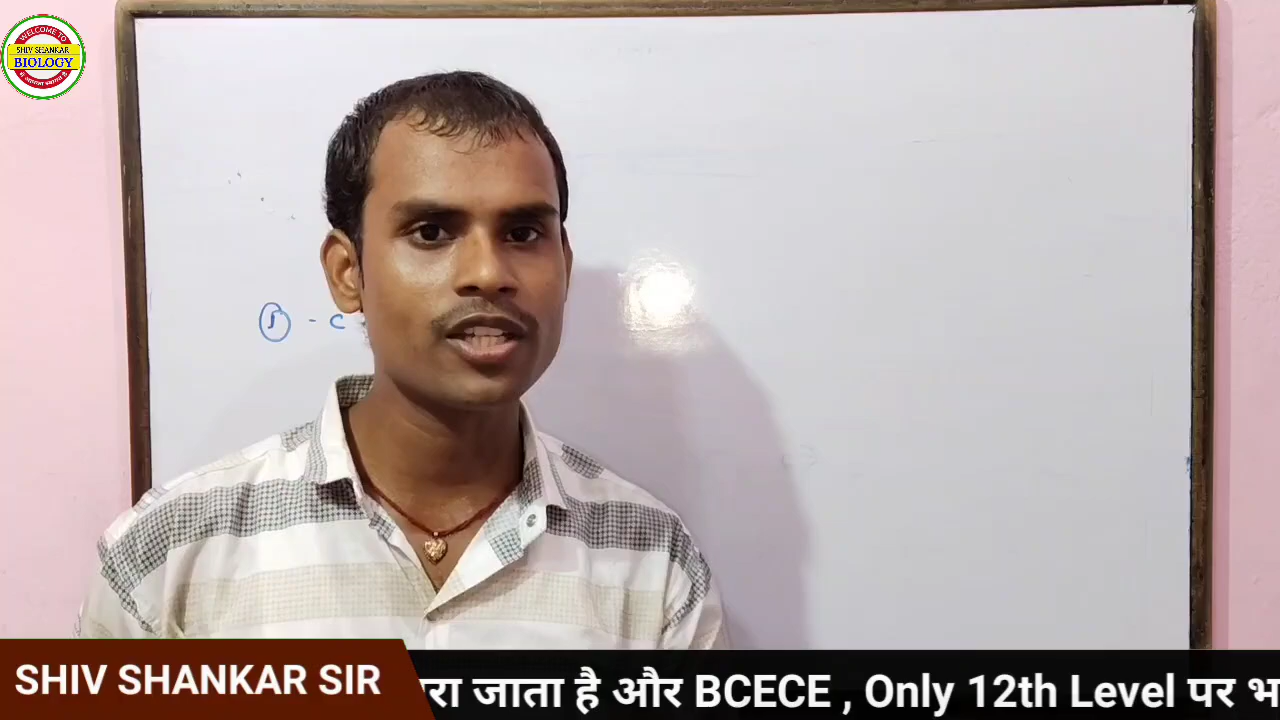 WELCOME TO
SHIV SHANKAR
BIOLOGY
S - C
SHIV SHANKAR SIR
रा जाता है और BCECE , Only 12th Level पर भ